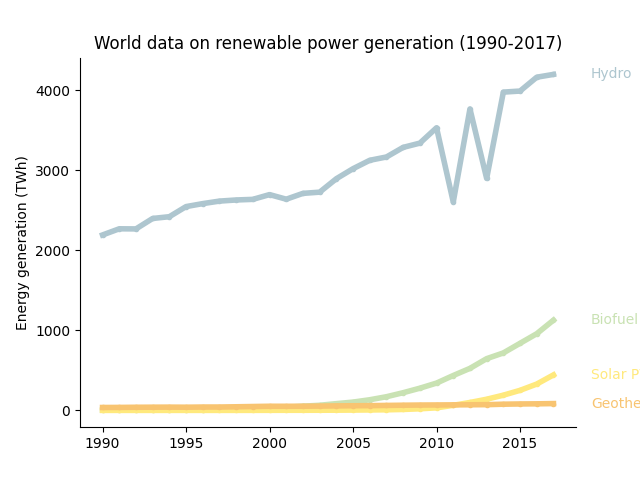 World data on renewable power generation (1990-2017)
Energy generation (TWh)
4000
3000
2000
1000
0
1990
1995
2000
2005
2010
2015
Hydro
Biofuel
Solar P
Geothe